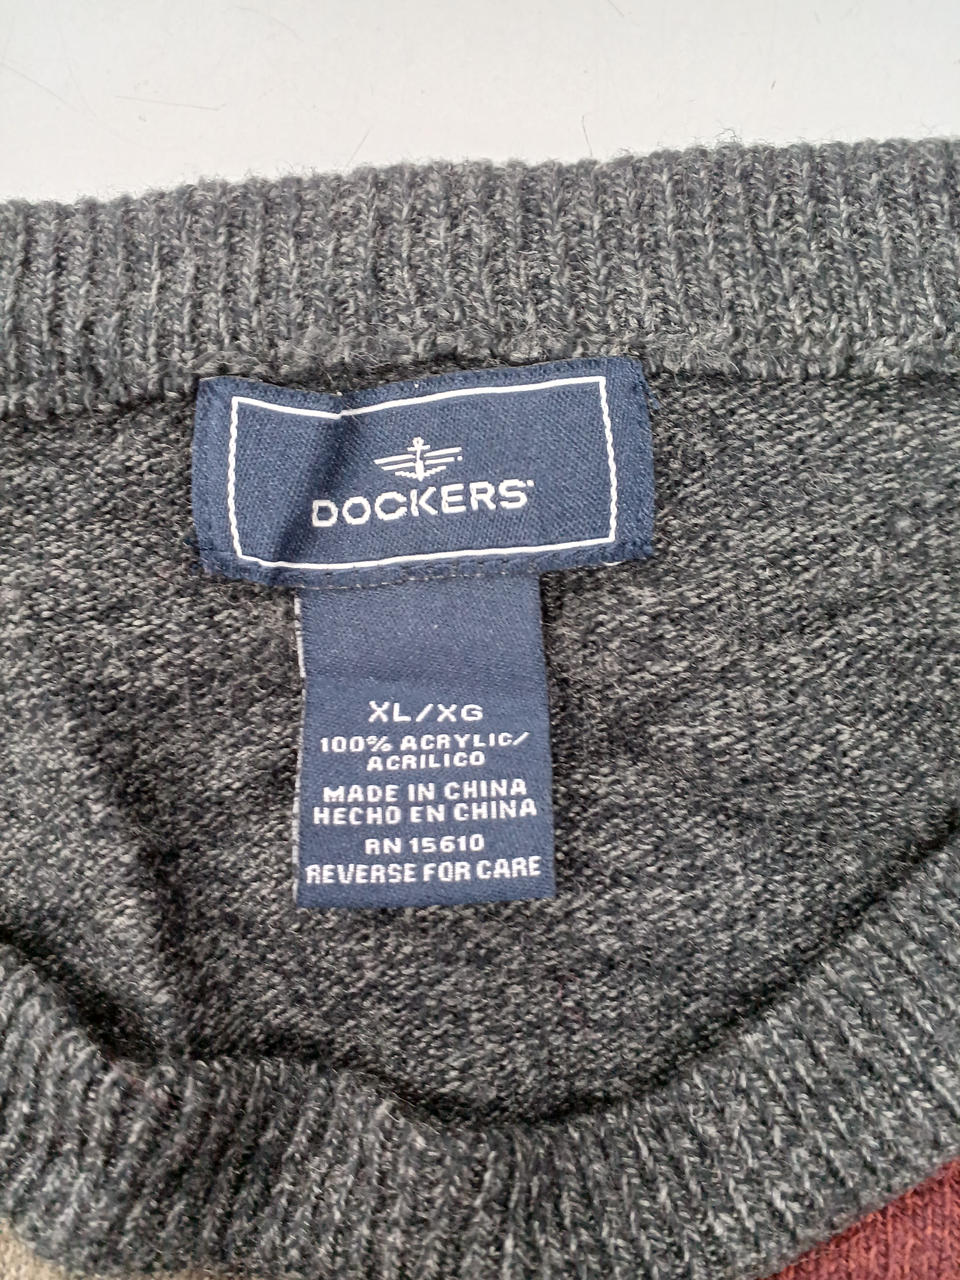 DOCKERS
XL/XG
100% ACRYLIC/
ACRILICO
MADE IN CHINA
HECHO EN CHINA
RN 15610
REVERSE FOR CARE